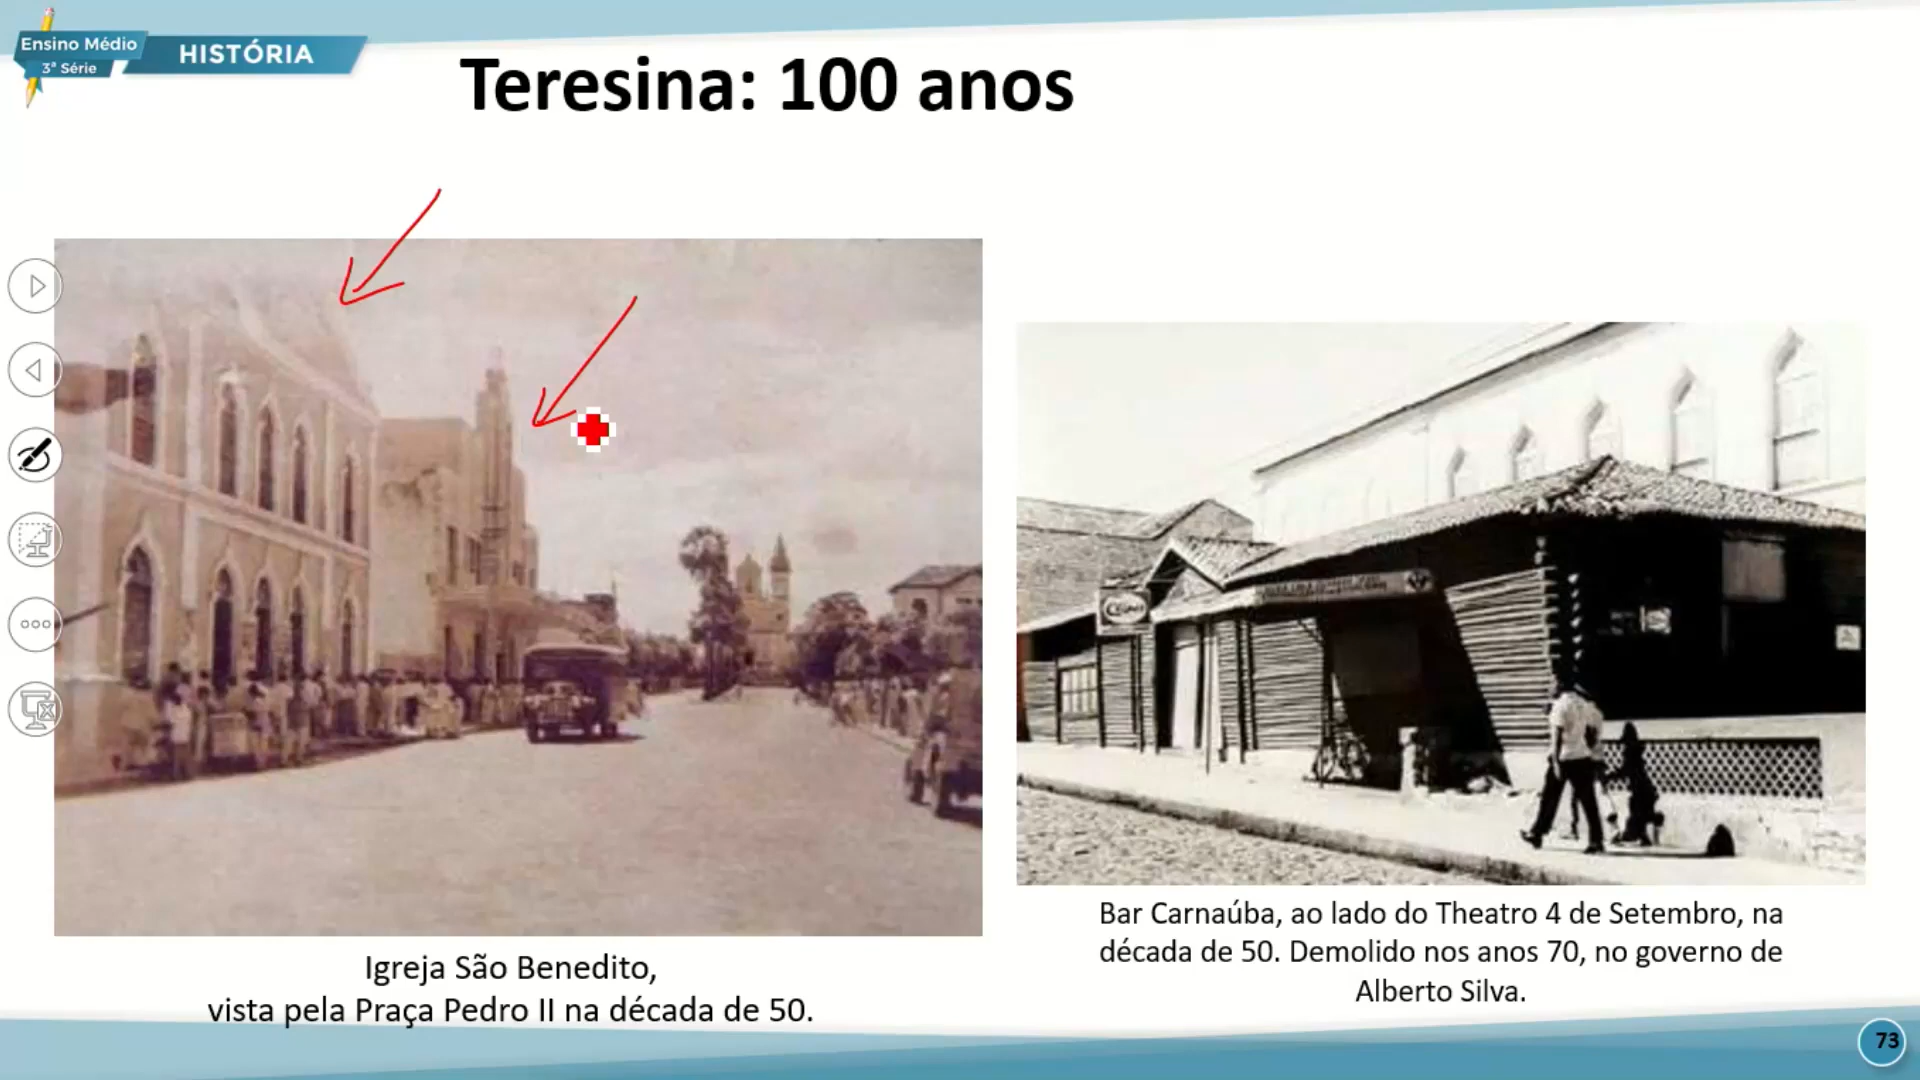 Ensino Médio
3ª Série
HISTÓRIA
Teresina: 100 anos
Igreja São Benedito,
vista pela Praça Pedro II na década de 50.
Bar Carnaúba, ao lado do Theatro 4 de Setembro, na
década de 50. Demolido nos anos 70, no governo de
Alberto Silva.
73